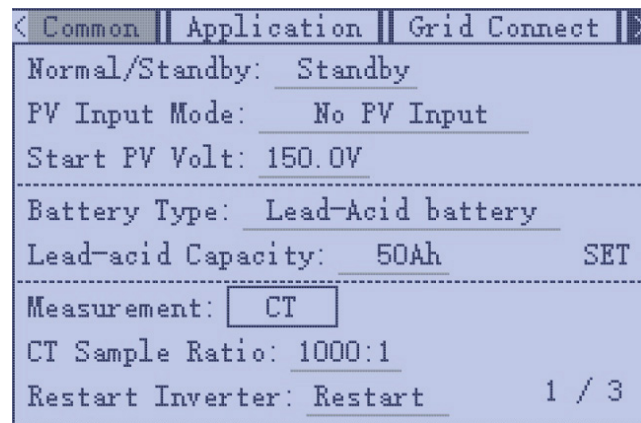 < Common Application Grid Connect
Normal/Standby: Standby
PV Input Mode: No PV Input
Start PV Volt: 150.0V
Battery Type: Lead-Acid battery
Lead-acid Capacity: 50Ah SET
Measurement: CT
CT Sample Ratio: 1000:1
Restart Inverter: Restart 1 / 3